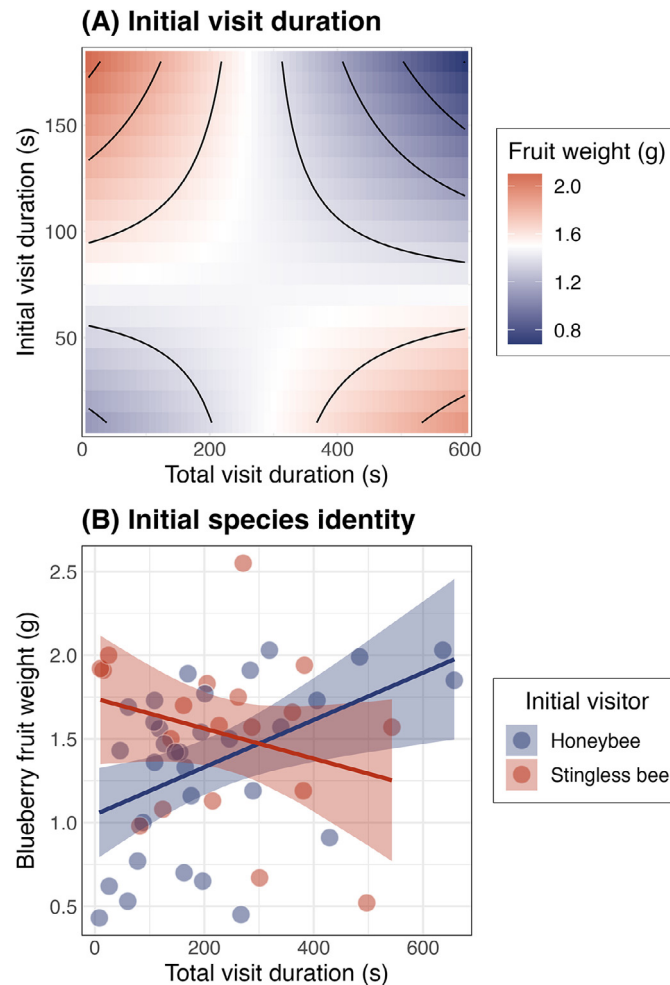 (A) Initial visit duration
Initial visit duration (s)
150
100
50
0
200
400
600
Total visit duration (s)
Fruit weight (g)
2.0
1.6
1.2
0.8
(B) Initial species identity
Blueberry fruit weight (g)
2.5
2.0
1.5
1.0
0.5
0
200
400
600
Total visit duration (s)
Initial visitor
Honeybee
Stingless bee